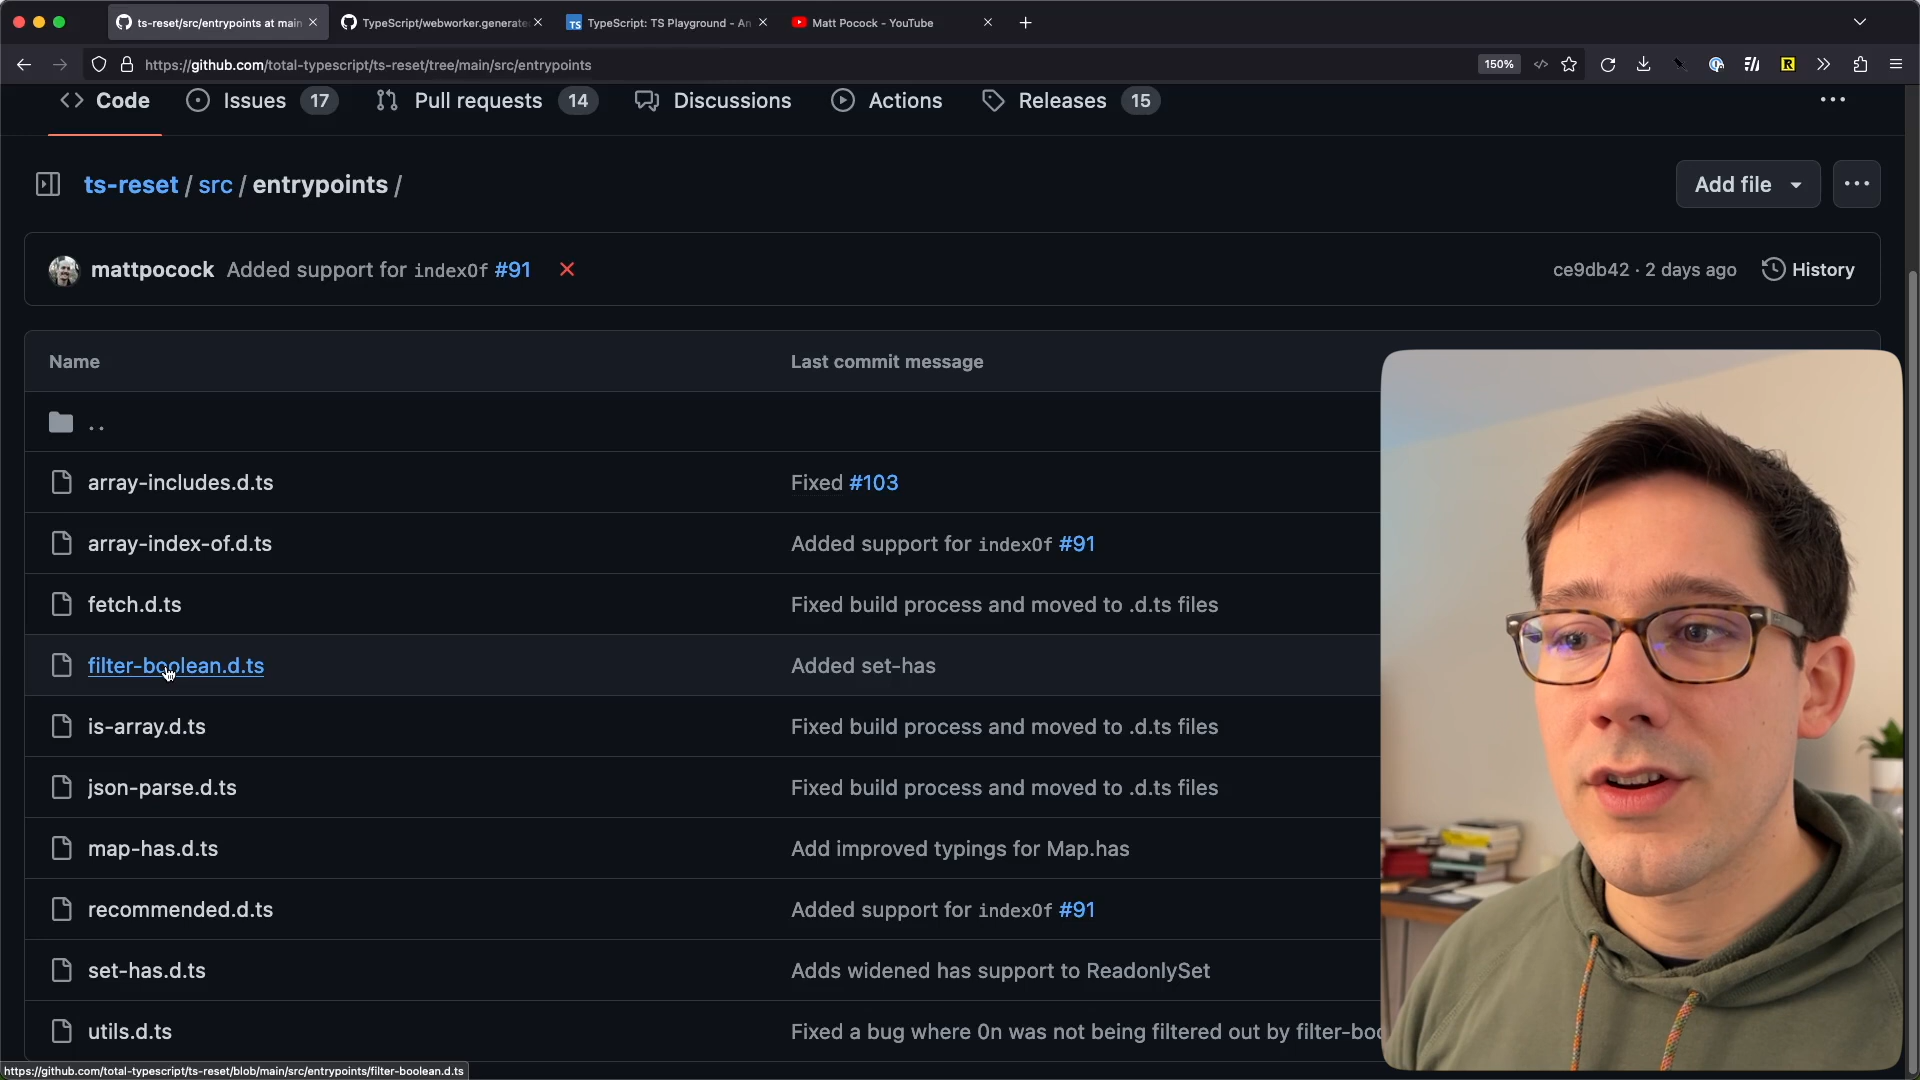 ts-reset/src/entrypoints at main
TypeScript/webworker.generate
TS TypeScript: TS Playground - An
Matt Pocock - YouTube
https://github.com/total-typescript/ts-reset/tree/main/src/entrypoints
150%
Code
Issues 17
Pull requests 14
Discussions
Actions
Releases 15
ts-reset / src / entrypoints /
Add file
mattpocock Added support for indexOf #91
ce9db42 · 2 days ago
History
Name
Last commit message
..
array-includes.d.ts
Fixed #103
array-index-of.d.ts
Added support for indexOf #91
fetch.d.ts
Fixed build process and moved to .d.ts files
filter-boolean.d.ts
Added set-has
is-array.d.ts
Fixed build process and moved to .d.ts files
json-parse.d.ts
Fixed build process and moved to .d.ts files
map-has.d.ts
Add improved typings for Map.has
recommended.d.ts
Added support for indexOf #91
set-has.d.ts
Adds widened has support to ReadonlySet
utils.d.ts
Fixed a bug where 0n was not being filtered out by filter-boo
https://github.com/total-typescript/ts-reset/blob/main/src/entrypoints/filter-boolean.d.ts